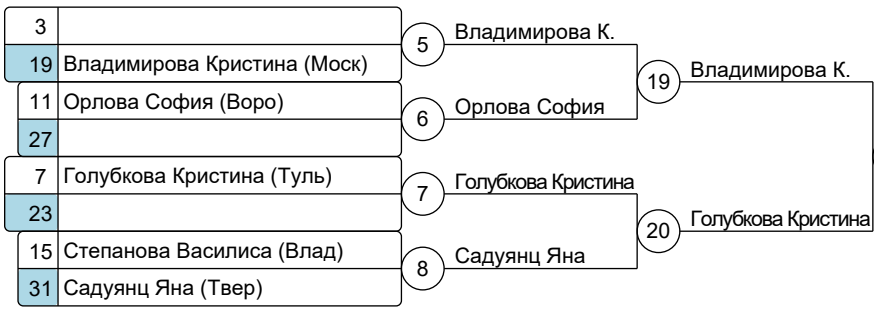 3
19 Владимирова Кристина (Моск)
11 Орлова София (Воро)
27
7 Голубкова Кристина (Туль)
23
15 Степанова Василиса (Влад)
31 Садуянц Яна (Твер)
5 Владимирова К.
6 Орлова София
7 Голубкова Кристина
8 Садуянц Яна
19 Владимирова К.
20 Голубкова Кристина